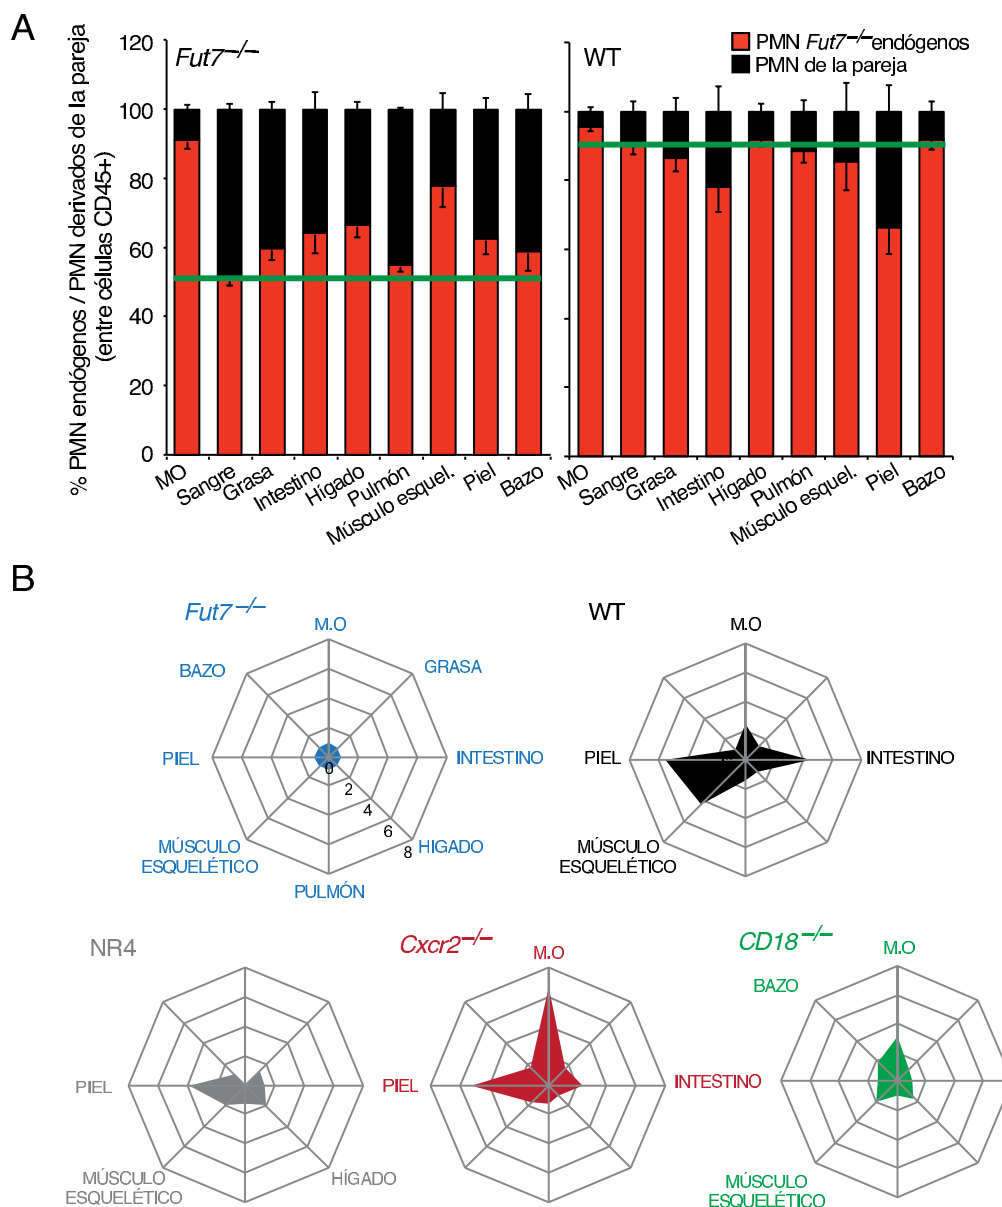 A
Fut7 −/−
WT
PMN Fut7−/− endógenos
PMN de la pareja
% PMN endógenos / PMN derivados de la pareja
(entre células CD45+)
120
100
80
60
40
20
0
MO
Sangre
Grasa
Intestino
Hígado
Pulmón
Músculo esquel.
Piel
Bazo
MO
Sangre
Grasa
Intestino
Hígado
Pulmón
Músculo esquel.
Piel
Bazo
B
Fut7 −/−
M.O
GRASA
INTESTINO
HIGADO
PULMÓN
MÚSCULO
ESQUELÉTICO
PIEL
BAZO
0
2
4
6
8
WT
M.O
INTESTINO
MÚSCULO
ESQUELÉTICO
PIEL
NR4
PIEL
MÚSCULO
ESQUELÉTICO
HÍGADO
Cxcr2 −/−
M.O
PIEL
INTESTINO
CD18 −/−
M.O
BAZO
MÚSCULO
ESQUELÉTICO